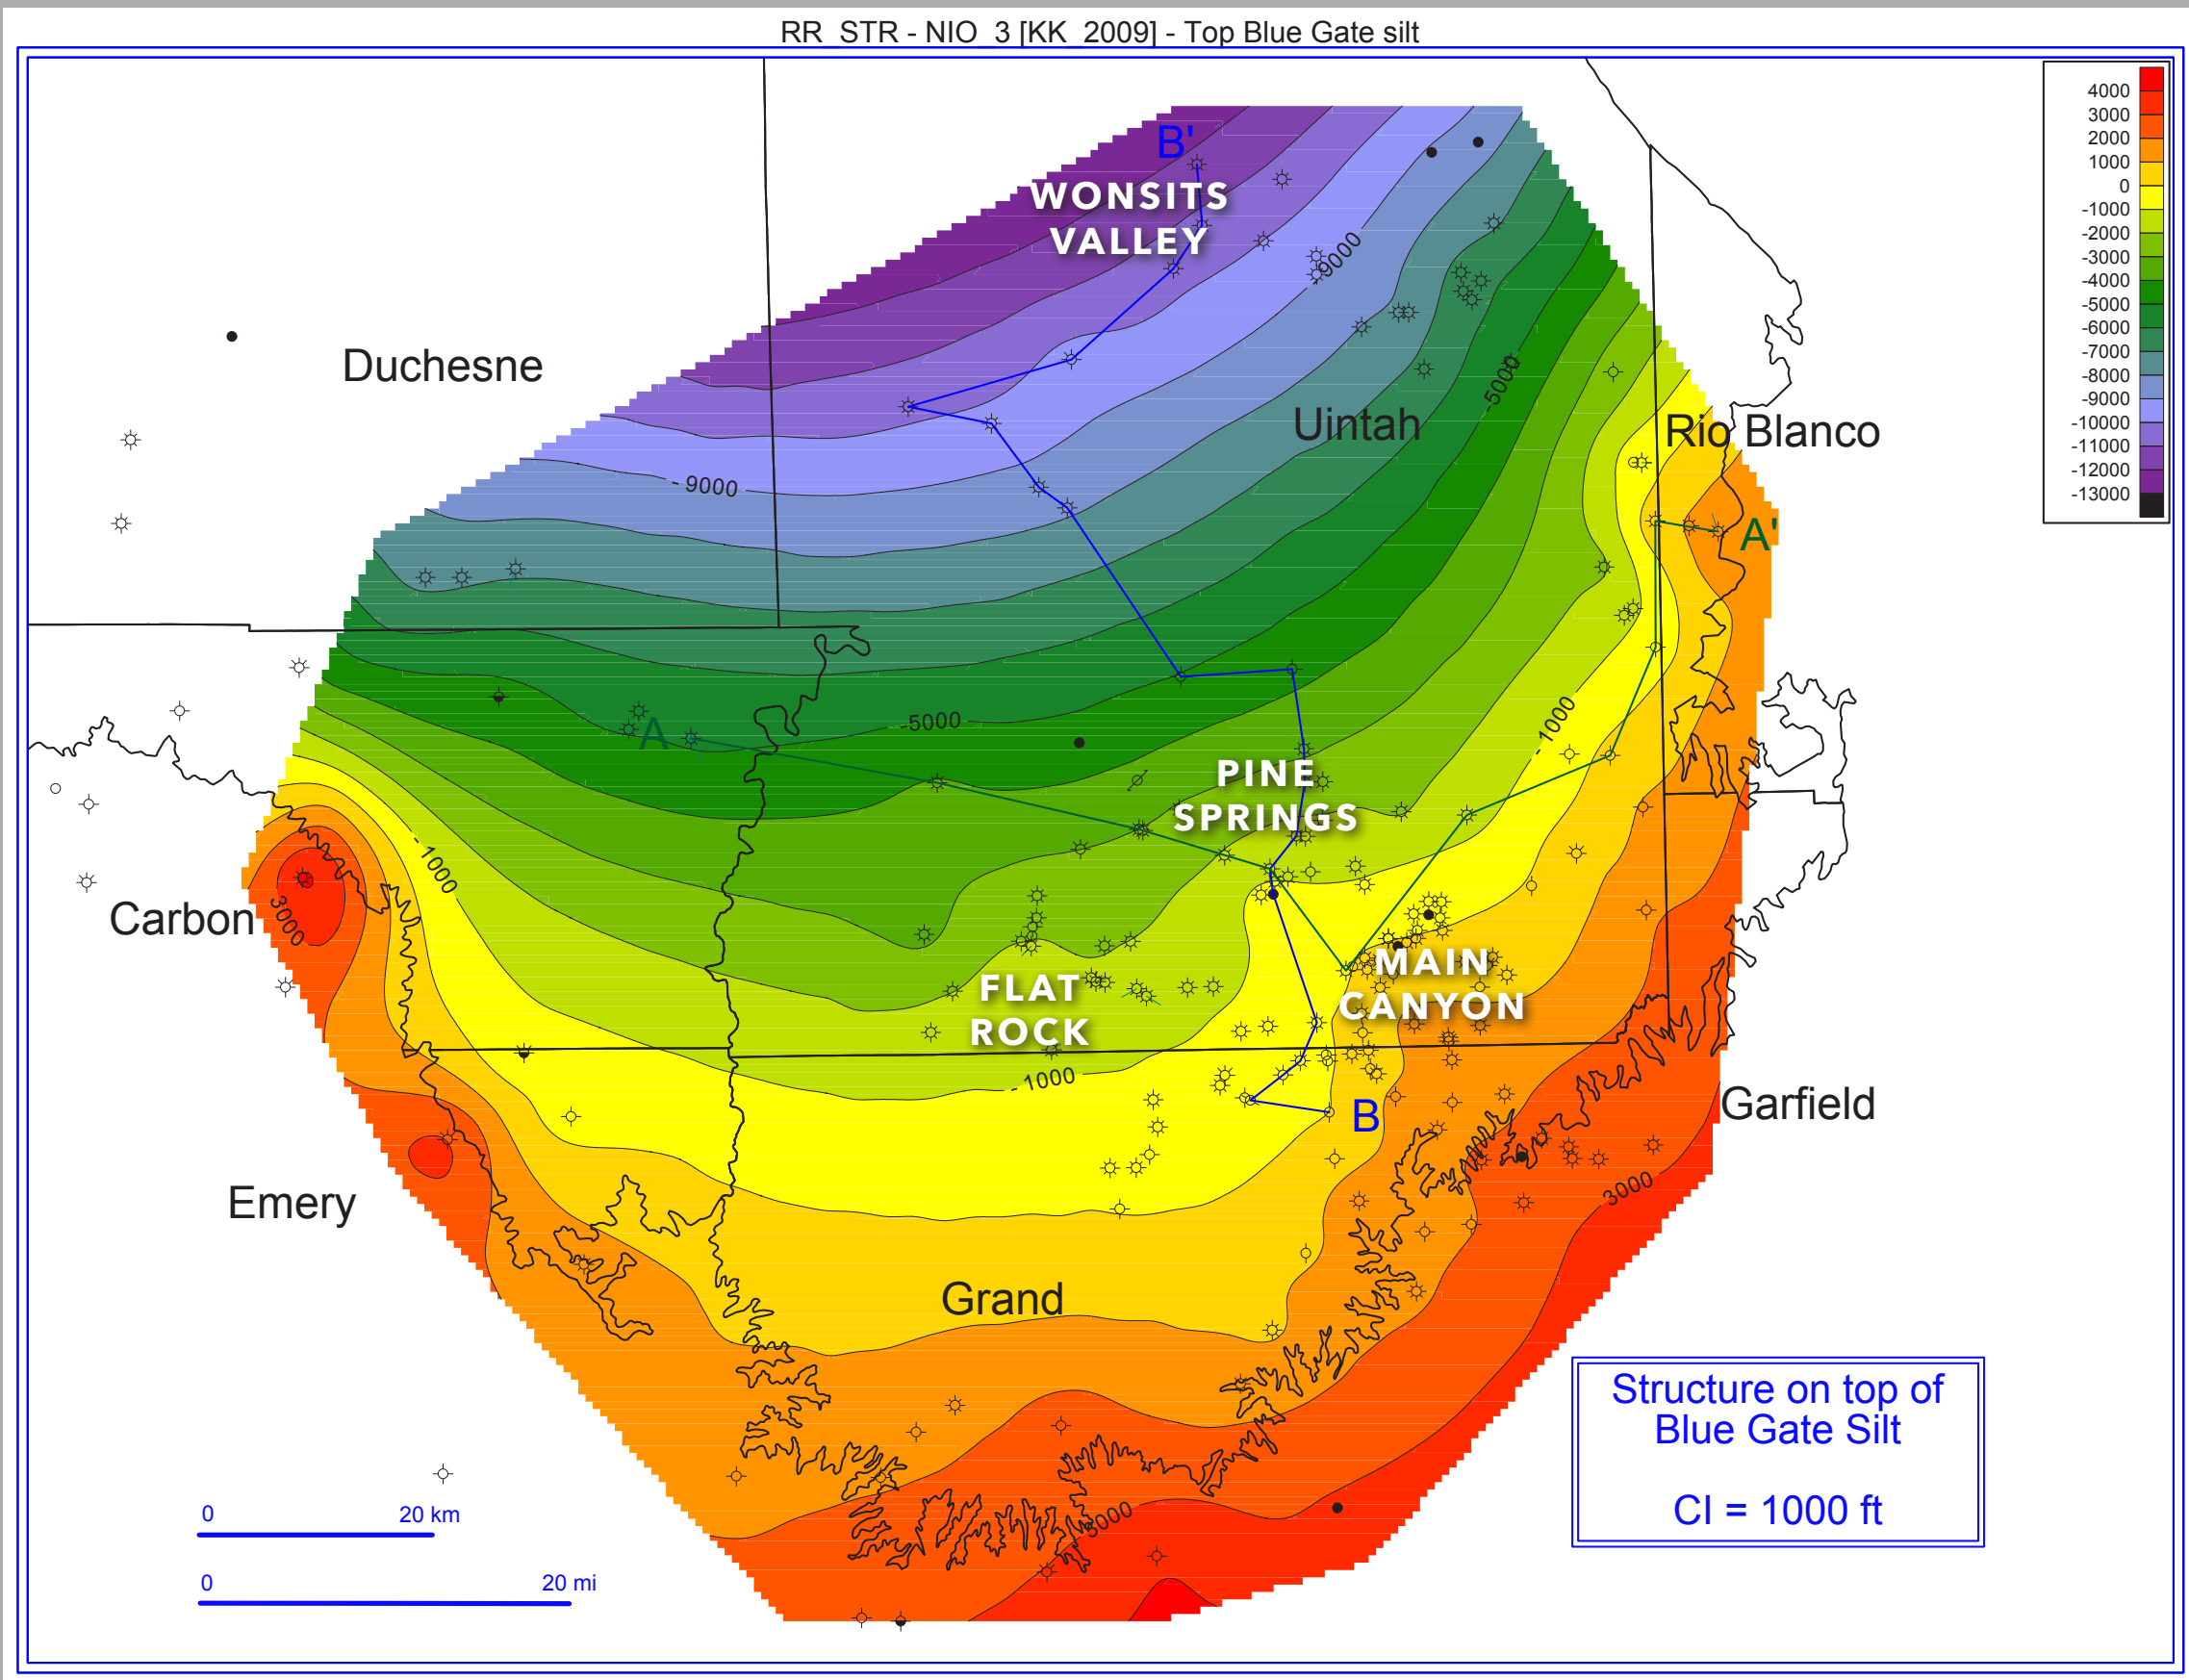 RR_STR - NIO_3 [KK_2009] - Top Blue Gate silt
4000
3000
2000
1000
0
-1000
-2000
-3000
-4000
-5000
-6000
-7000
-8000
-9000
-10000
-11000
-12000
-13000
B'
WONSITS
VALLEY
-9000
Duchesne
-5000
Uintah
Rio Blanco
-9000
A'
A
-5000
-1000
PINE
SPRINGS
-1000
Carbon
3000
MAIN
CANYON
FLAT
ROCK
-1000
B
Garfield
Emery
3000
Grand
Structure on top of
Blue Gate Silt
CI = 1000 ft
3000
0 20 km
0 20 mi